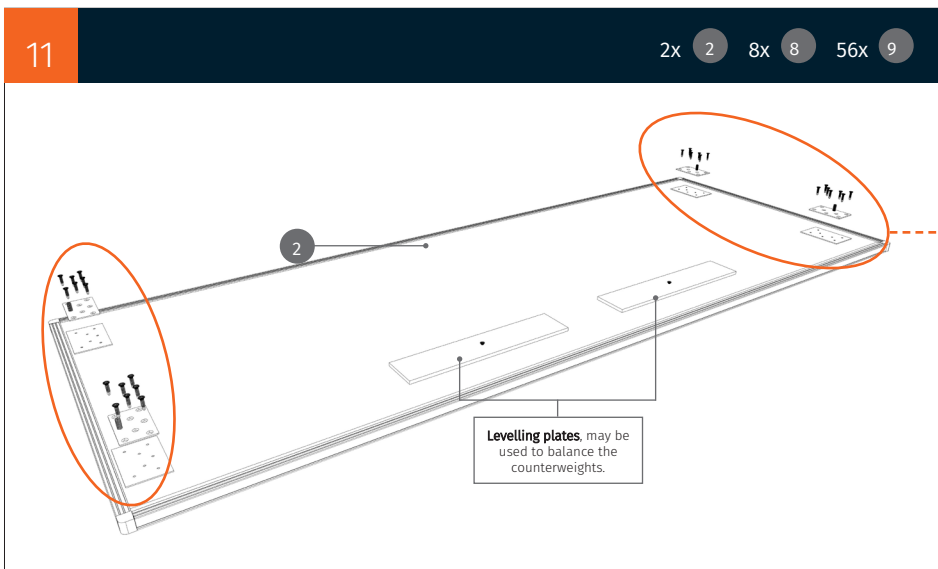 11
2x 2 8x 8 56x 9
2
Levelling plates, may be
used to balance the
counterweights.